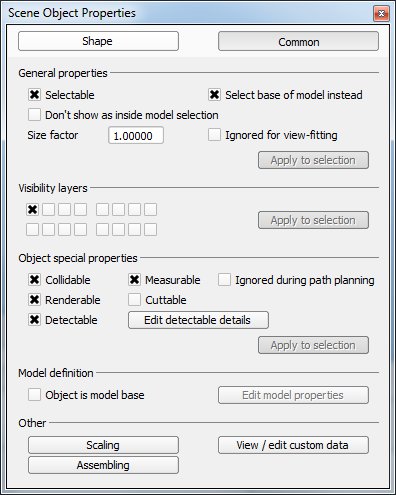 Scene Object Properties
Shape Common
General properties
Selectable Select base of model instead
Don't show as inside model selection
Size factor 1.00000 Ignored for view-fitting
Apply to selection
Visibility layers
Apply to selection
Object special properties
Collidable Measurable Ignored during path planning
Renderable Cuttable
Detectable Edit detectable details
Apply to selection
Model definition
Object is model base Edit model properties
Other
Scaling View / edit custom data
Assembling